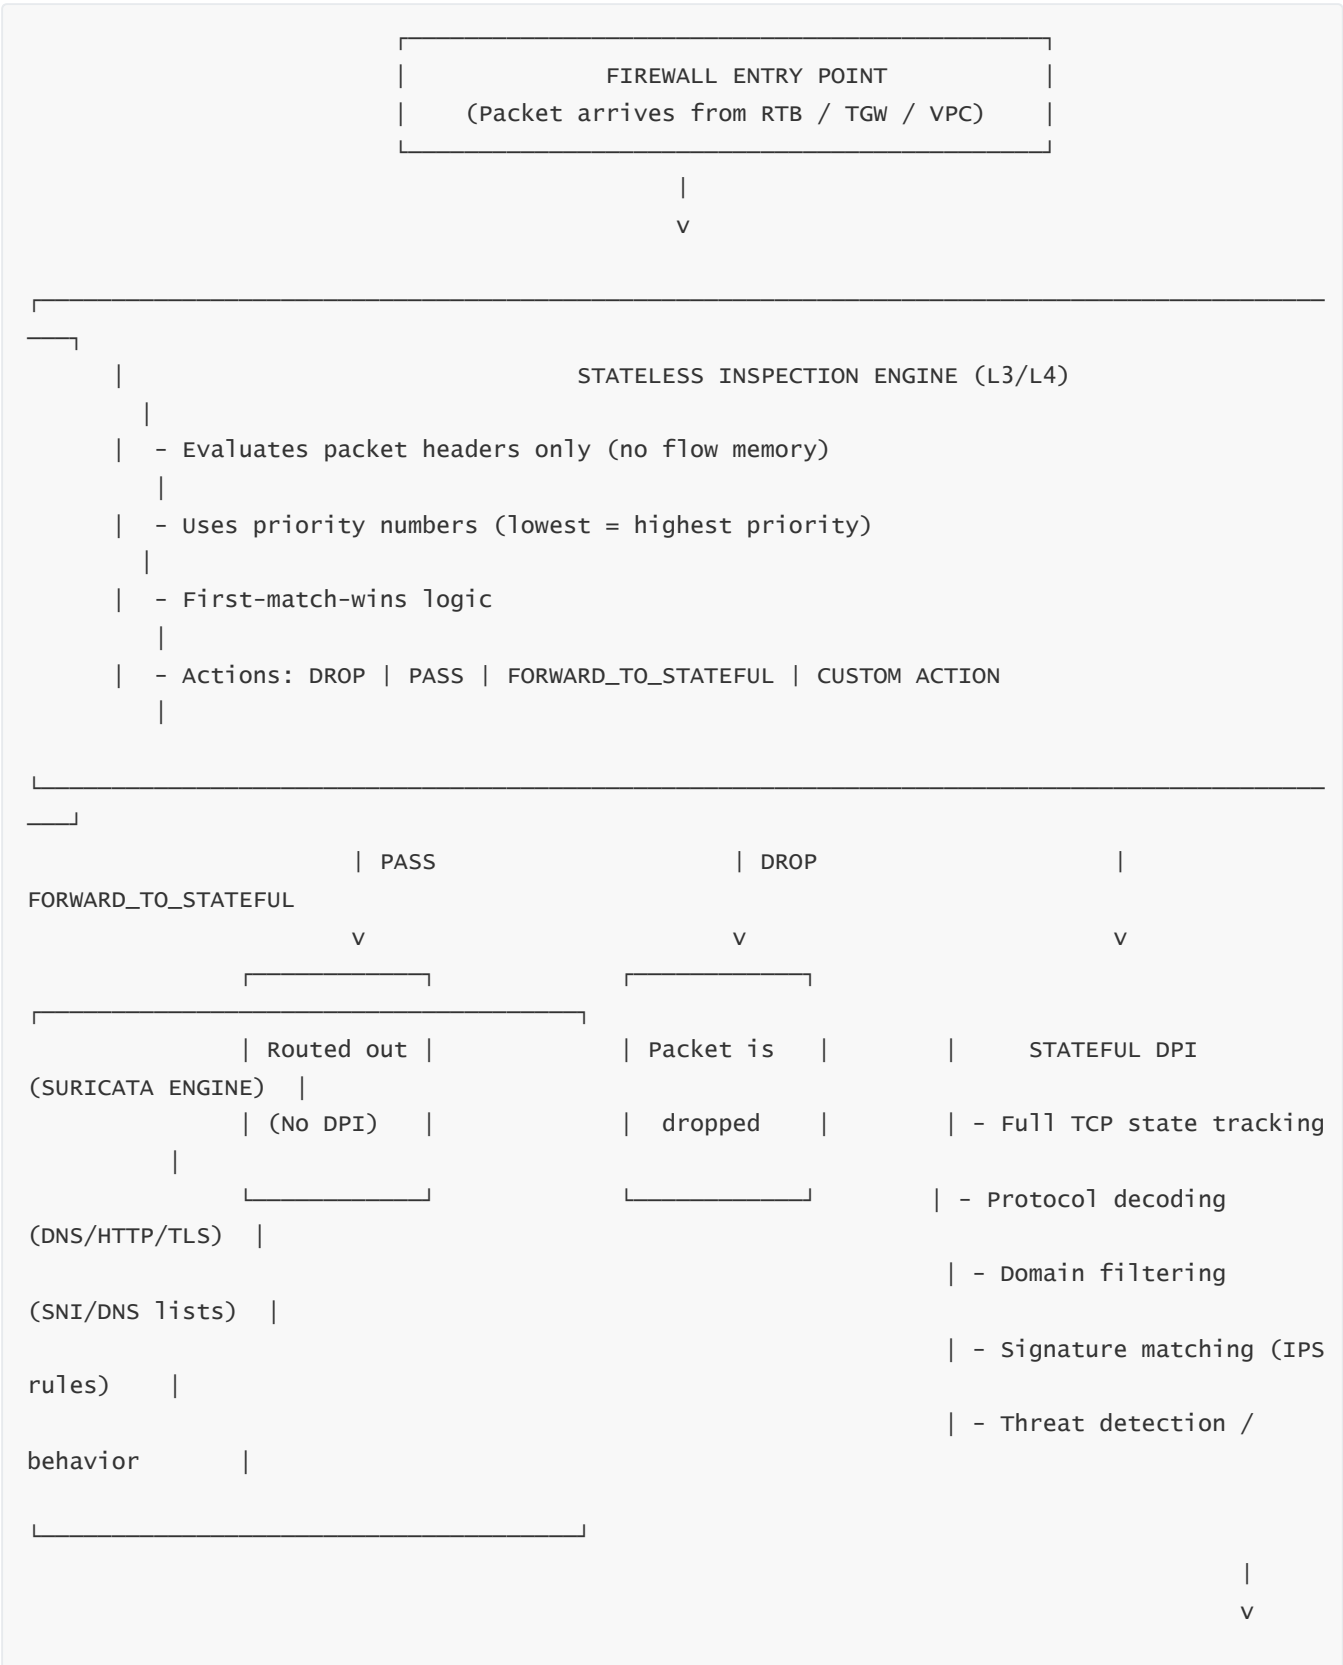 FIREWALL ENTRY POINT
(Packet arrives from RTB / TGW / VPC)
|
v
STATELESS INSPECTION ENGINE (L3/L4)
|
| - Evaluates packet headers only (no flow memory)
|
| - Uses priority numbers (lowest = highest priority)
|
| - First-match-wins logic
|
| - Actions: DROP | PASS | FORWARD_TO_STATEFUL | CUSTOM ACTION
|
| PASS | DROP |
FORWARD_TO_STATEFUL
v v v
| Routed out | | Packet is | | STATEFUL DPI
(SURICATA ENGINE) |
| (No DPI) | | dropped | | - Full TCP state tracking
|
| - Protocol decoding
(DNS/HTTP/TLS) |
| - Domain filtering
(SNI/DNS lists) |
| - Signature matching (IPS
rules) |
| - Threat detection /
behavior |
|
v